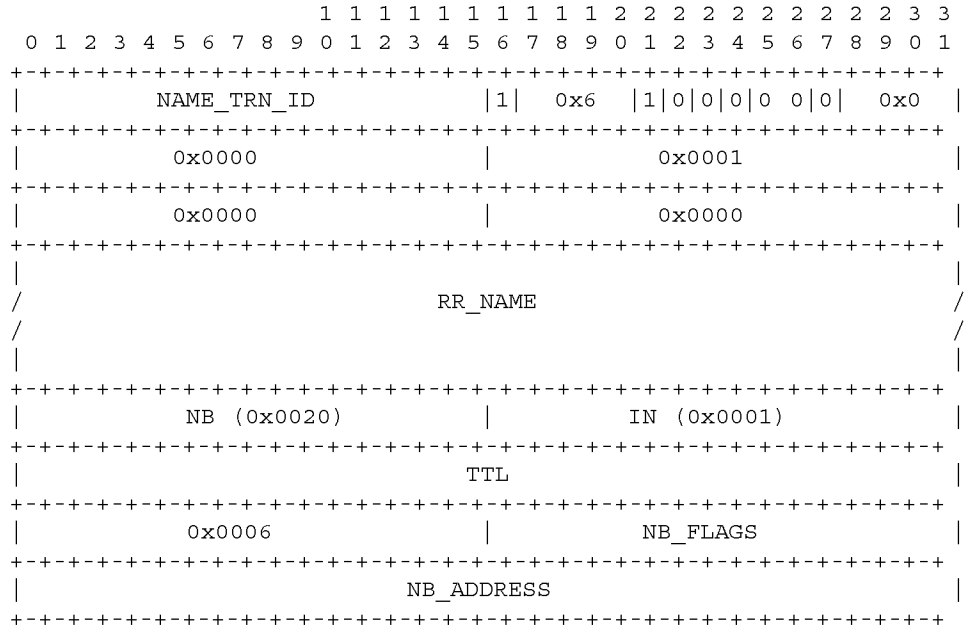 1 1 1 1 1 1 1 1 1 1 2 2 2 2 2 2 2 2 2 2 3 3
 0 1 2 3 4 5 6 7 8 9 0 1 2 3 4 5 6 7 8 9 0 1 2 3 4 5 6 7 8 9 0 1
+-+-+-+-+-+-+-+-+-+-+-+-+-+-+-+-+-+-+-+-+-+-+-+-+-+-+-+-+-+-+-+-+
|         NAME_TRN_ID           |1|  0x6  |1|0|0|0|0 0|0|  0x0  |
+-+-+-+-+-+-+-+-+-+-+-+-+-+-+-+-+-+-+-+-+-+-+-+-+-+-+-+-+-+-+-+-+
|          0x0000               |           0x0001              |
+-+-+-+-+-+-+-+-+-+-+-+-+-+-+-+-+-+-+-+-+-+-+-+-+-+-+-+-+-+-+-+-+
|          0x0000               |           0x0000              |
+-+-+-+-+-+-+-+-+-+-+-+-+-+-+-+-+-+-+-+-+-+-+-+-+-+-+-+-+-+-+-+-+
|                                                               |
/                            RR_NAME                            /
/                                                               /
|                                                               |
+-+-+-+-+-+-+-+-+-+-+-+-+-+-+-+-+-+-+-+-+-+-+-+-+-+-+-+-+-+-+-+-+
|           NB (0x0020)         |         IN (0x0001)           |
+-+-+-+-+-+-+-+-+-+-+-+-+-+-+-+-+-+-+-+-+-+-+-+-+-+-+-+-+-+-+-+-+
|                              TTL                              |
+-+-+-+-+-+-+-+-+-+-+-+-+-+-+-+-+-+-+-+-+-+-+-+-+-+-+-+-+-+-+-+-+
|           0x0006              |          NB_FLAGS             |
+-+-+-+-+-+-+-+-+-+-+-+-+-+-+-+-+-+-+-+-+-+-+-+-+-+-+-+-+-+-+-+-+
|                          NB_ADDRESS                           |
+-+-+-+-+-+-+-+-+-+-+-+-+-+-+-+-+-+-+-+-+-+-+-+-+-+-+-+-+-+-+-+-+